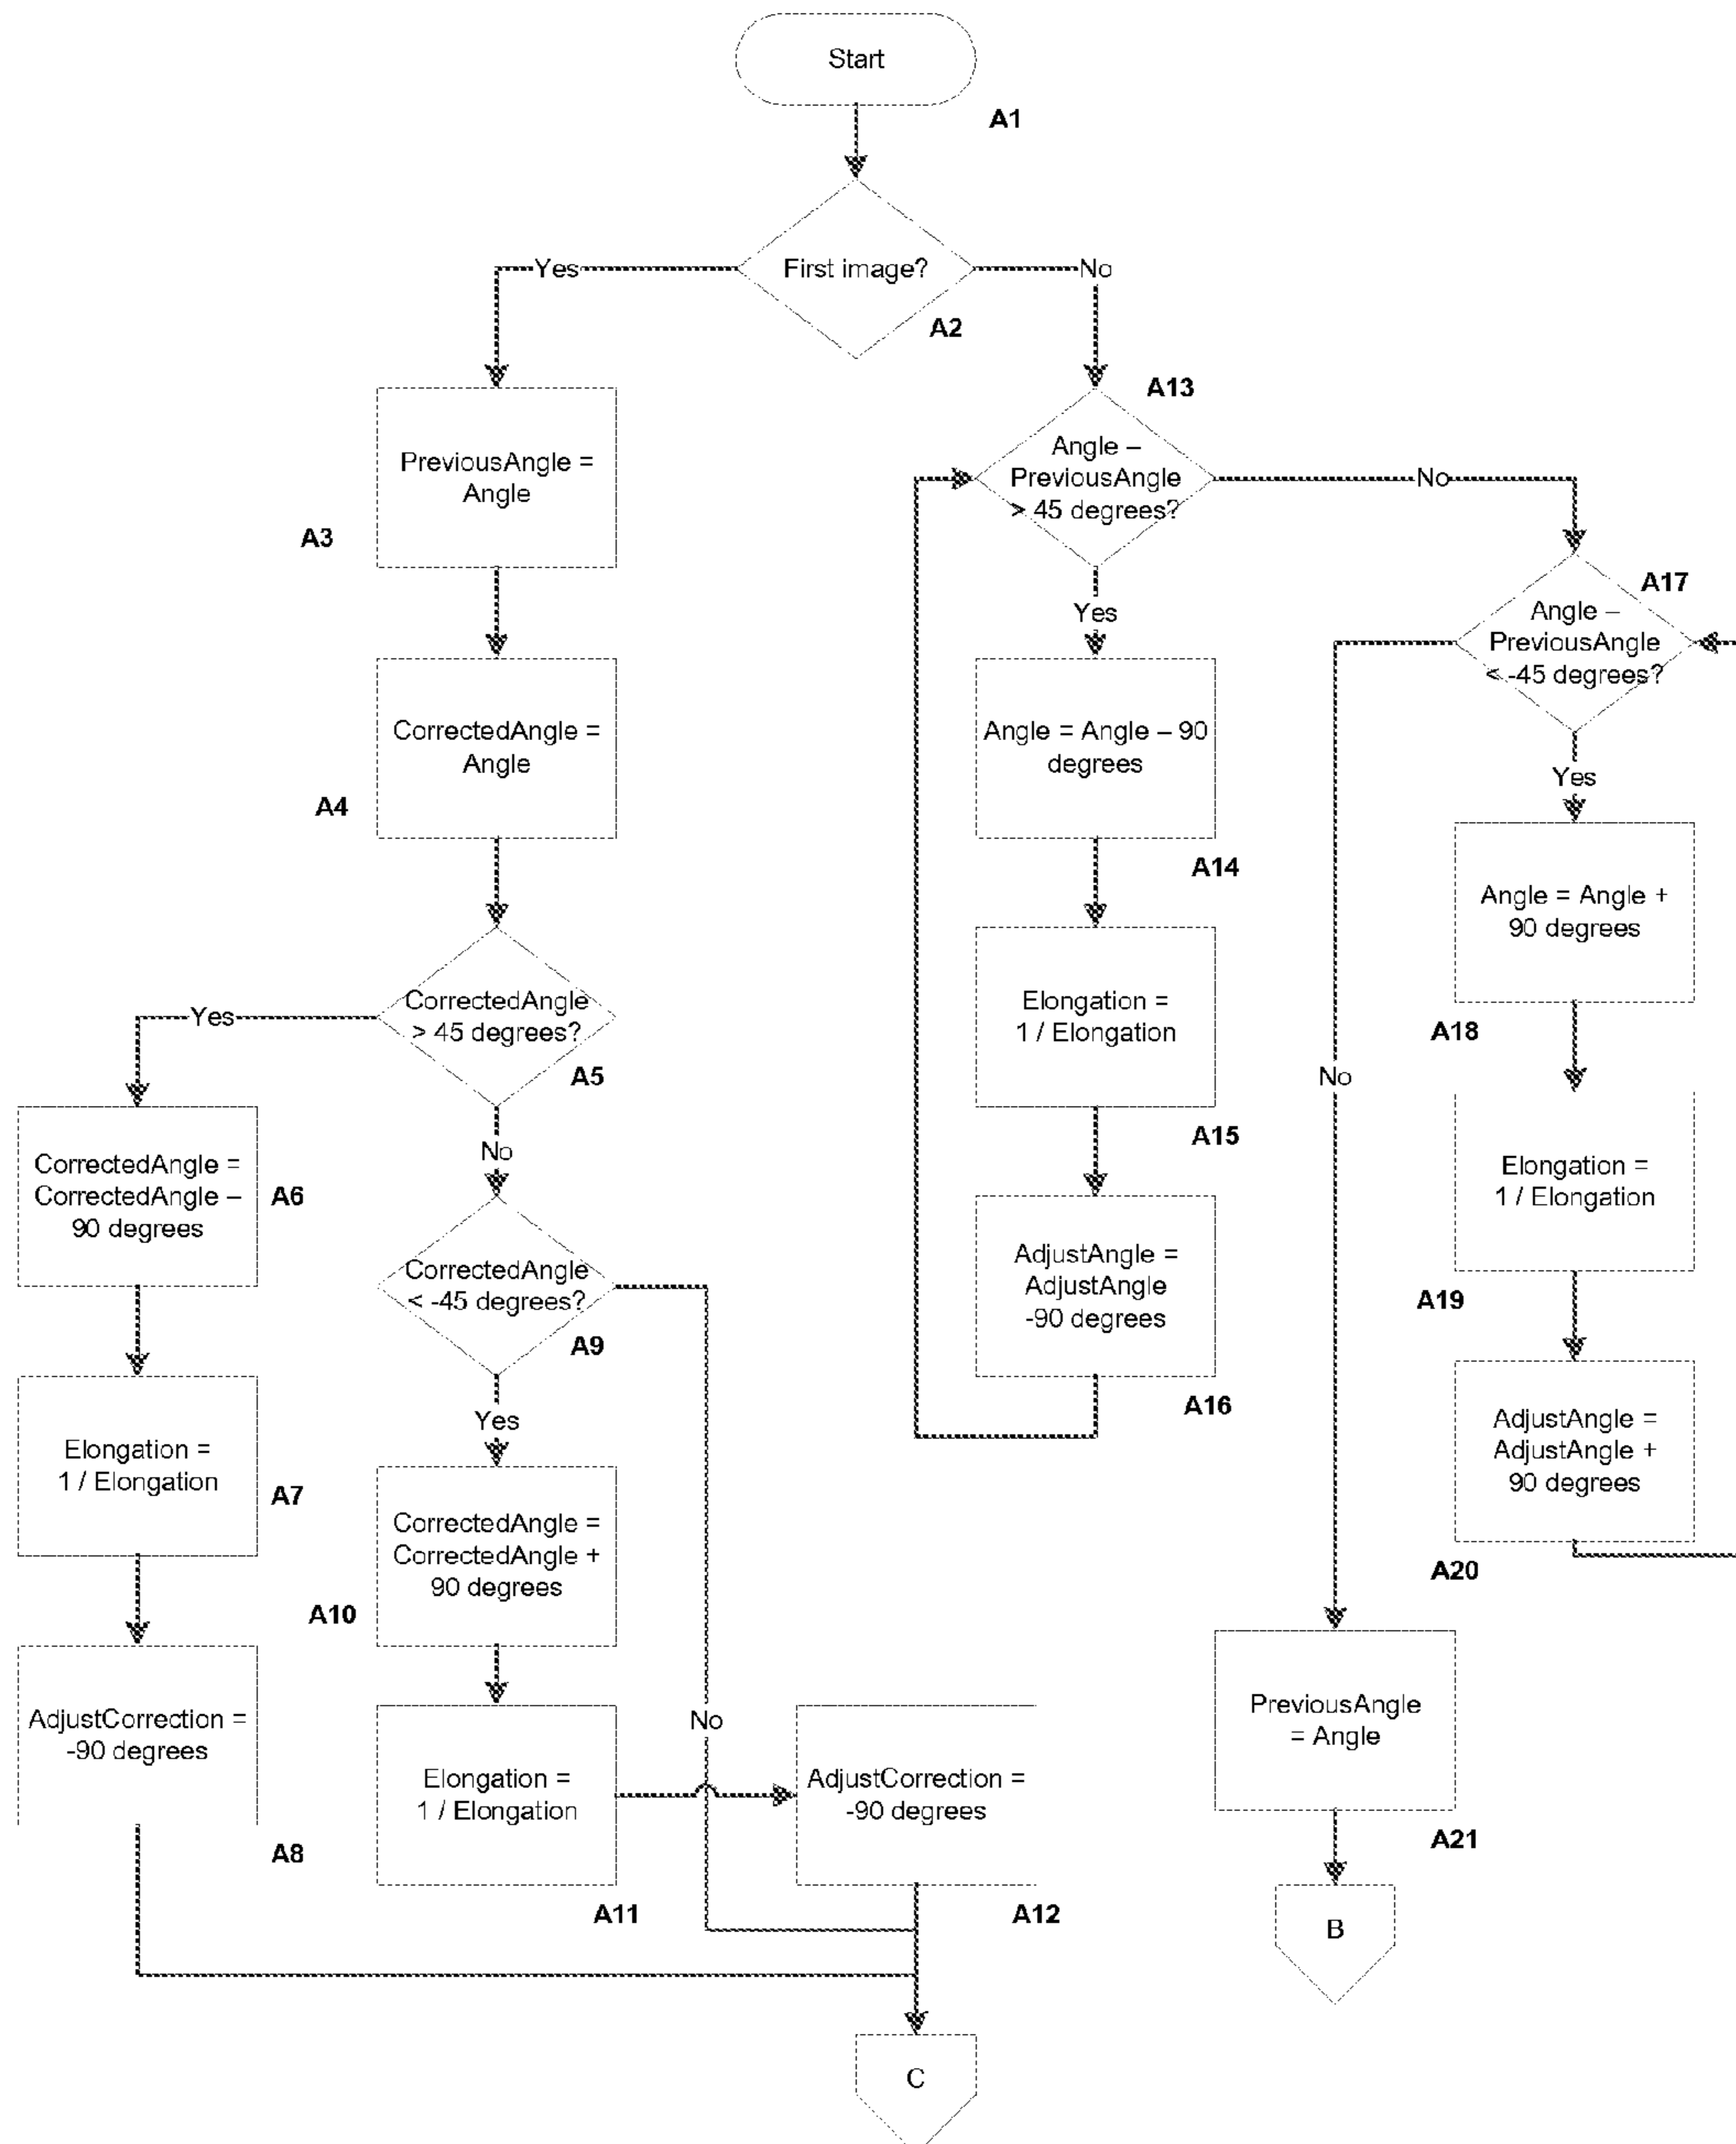 Start
A1
First image?
Yes
No
A2
A13
PreviousAngle =
Angle
A3
Angle –
PreviousAngle
> 45 degrees?
No
A17
Yes
Angle –
PreviousAngle
< -45 degrees?
CorrectedAngle =
Angle
A4
Angle = Angle – 90
degrees
A14
Yes
Angle = Angle +
90 degrees
A18
CorrectedAngle
> 45 degrees?
Yes
A5
No
Elongation =
1 / Elongation
A15
No
CorrectedAngle =
CorrectedAngle –
90 degrees
A6
Elongation =
1 / Elongation
A19
CorrectedAngle
< -45 degrees?
A9
AdjustAngle =
AdjustAngle
-90 degrees
A16
Yes
Elongation =
1 / Elongation
A7
AdjustAngle =
AdjustAngle +
90 degrees
A20
CorrectedAngle =
CorrectedAngle +
90 degrees
A10
AdjustCorrection =
-90 degrees
A8
No
PreviousAngle
= Angle
A21
Elongation =
1 / Elongation
A11
AdjustCorrection =
-90 degrees
A12
B
C